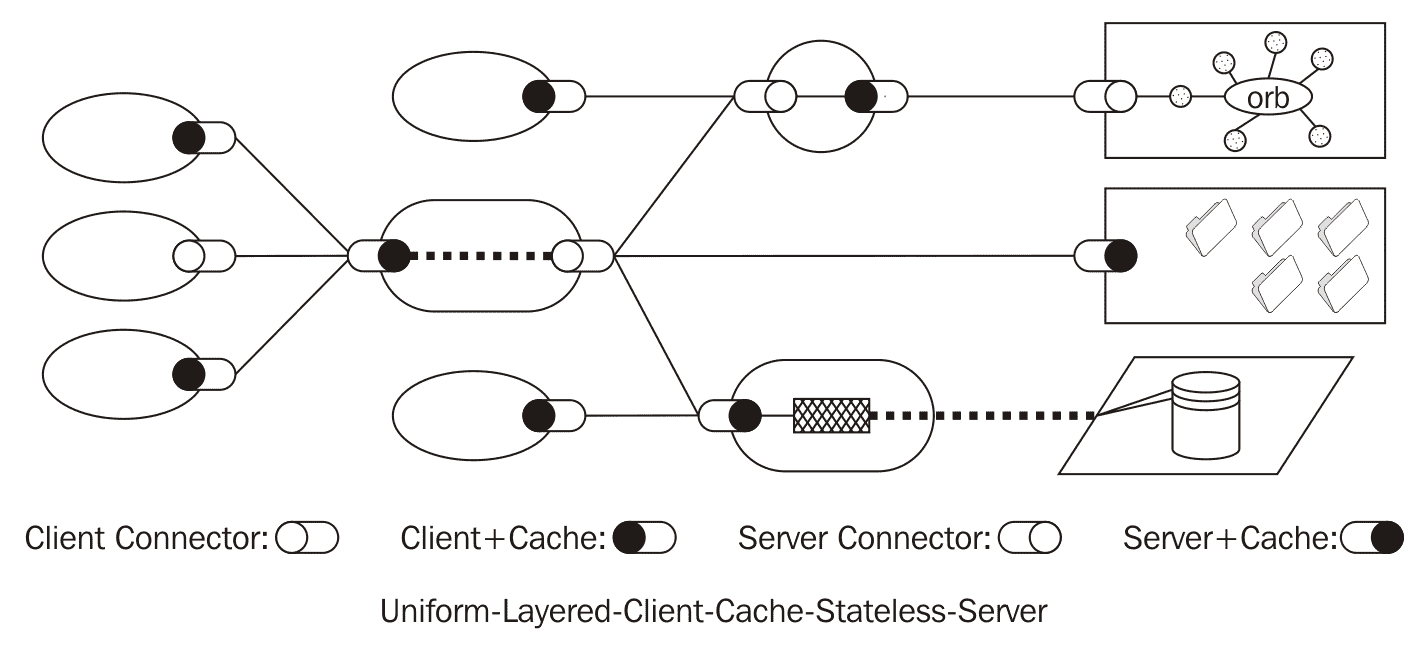 orb
Client Connector: Client+Cache: Server Connector: Server+Cache:
Uniform-Layered-Client-Cache-Stateless-Server